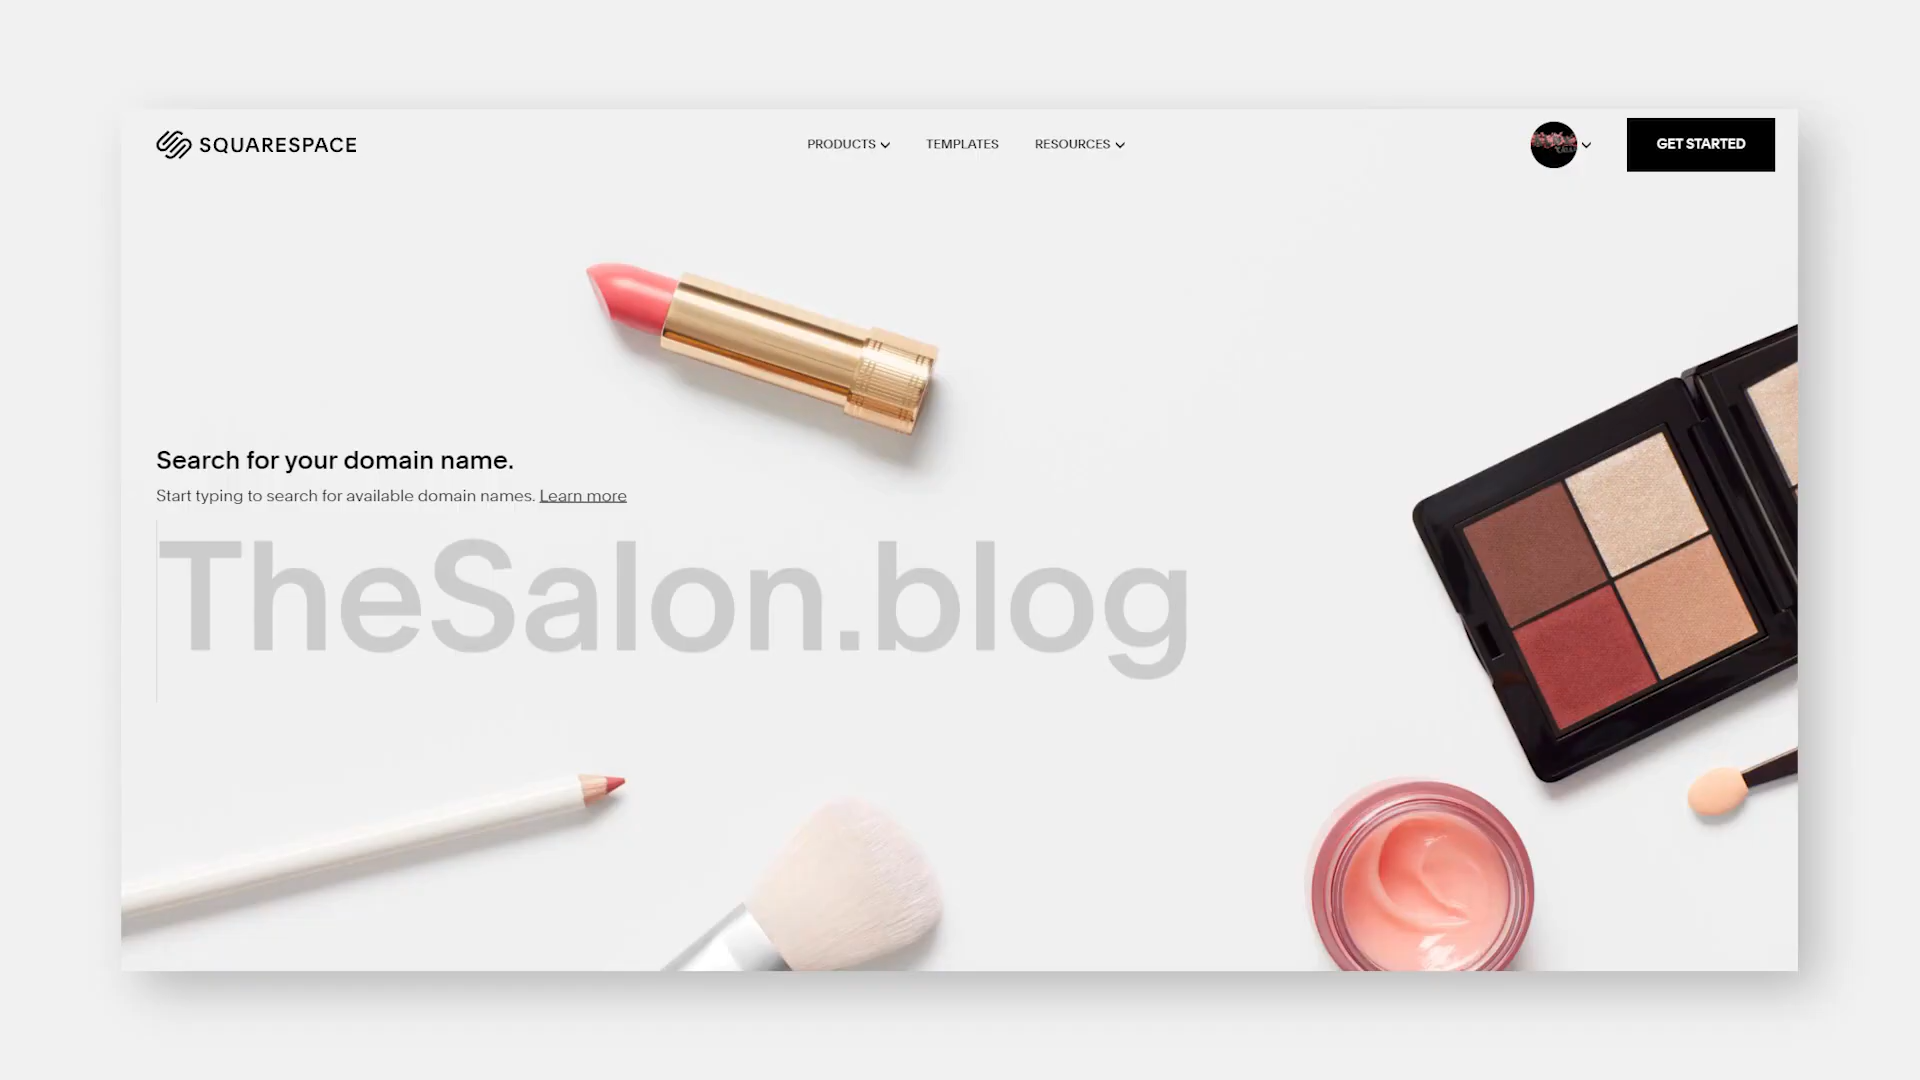 SQUARESPACE
PRODUCTS
TEMPLATES
RESOURCES
GET STARTED
Search for your domain name.
Start typing to search for available domain names. Learn more
TheSalon.blog